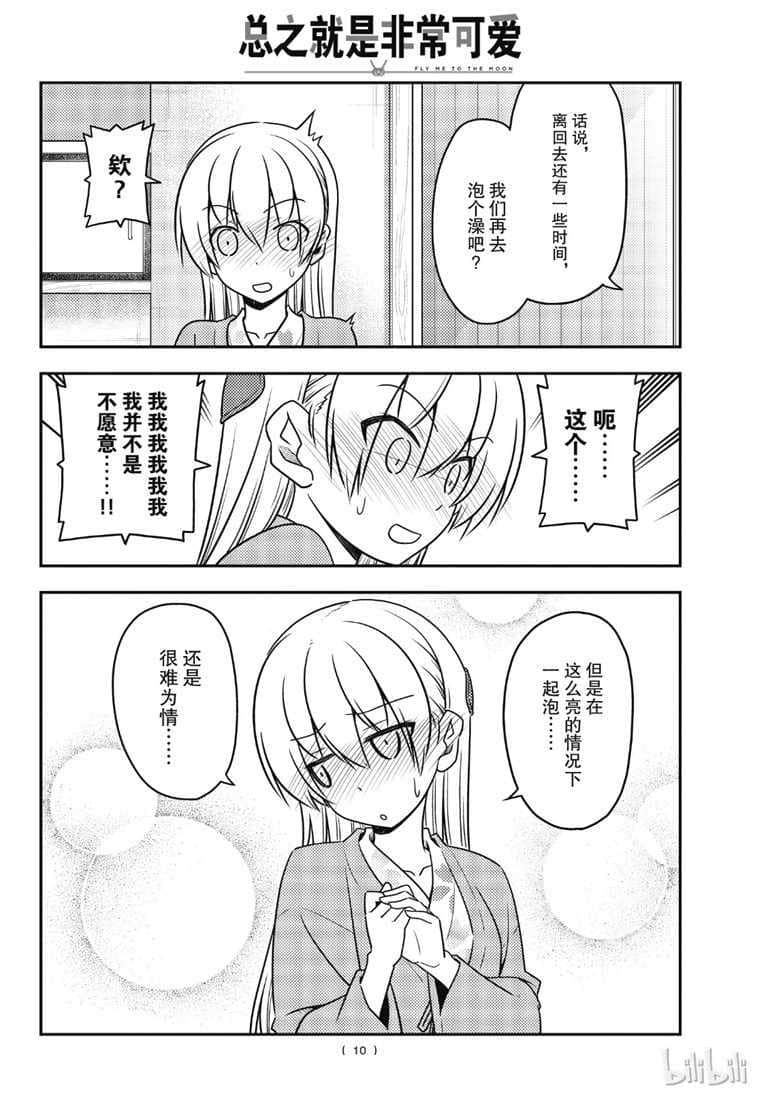 总之就是非常可爱
FLY ME TO THE MOON
话说，
离回去还有一些时间，
我们再去
泡个澡吧？
欸？
呃……
这个……
我我我我我我
我并不是
不愿意……!!
但是在
这么亮的情况下
一起泡……
还是
很难为情……
( 10 )
bilibili